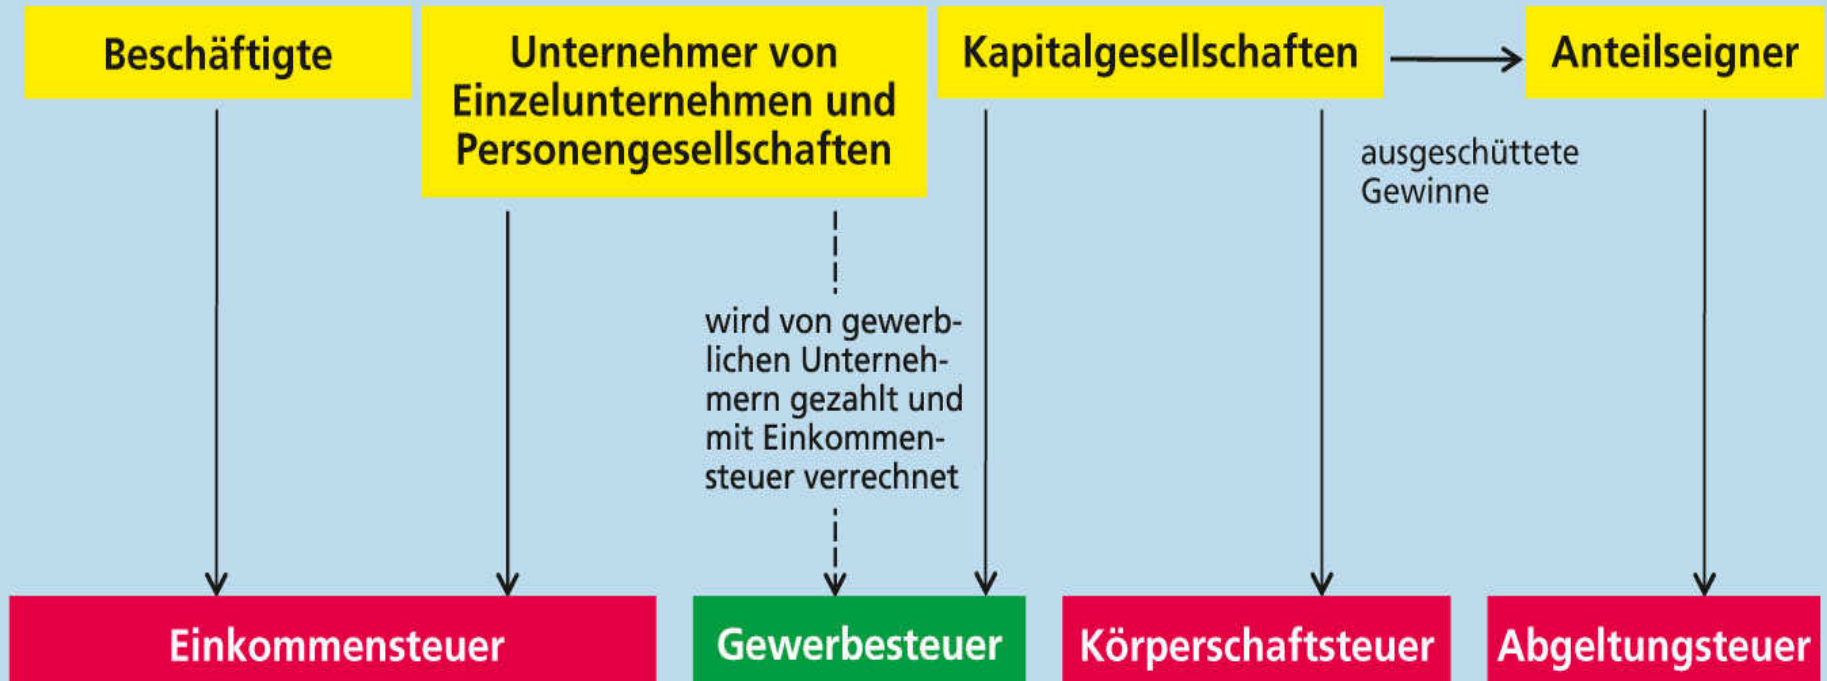 Beschäftigte
Unternehmer von
Einzelunternehmen und
Personengesellschaften
Kapitalgesellschaften
Anteilseigner
ausgeschüttete
Gewinne
wird von gewerb-
lichen Unterneh-
mern gezahlt und
mit Einkommen-
steuer verrechnet
Einkommensteuer
Gewerbesteuer
Körperschaftsteuer
Abgeltungsteuer